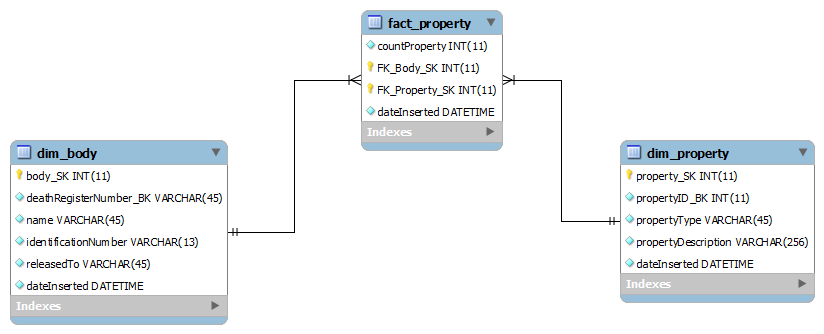 fact_property
countProperty INT(11)
FK_Body_SK INT(11)
FK_Property_SK INT(11)
dateInserted DATETIME
Indexes
dim_body
body_SK INT(11)
deathRegisterNumber_BK VARCHAR(45)
name VARCHAR(45)
identificationNumber VARCHAR(13)
releasedTo VARCHAR(45)
dateInserted DATETIME
Indexes
dim_property
property_SK INT(11)
propertyID_BK INT(11)
propertyType VARCHAR(45)
propertyDescription VARCHAR(256)
dateInserted DATETIME
Indexes